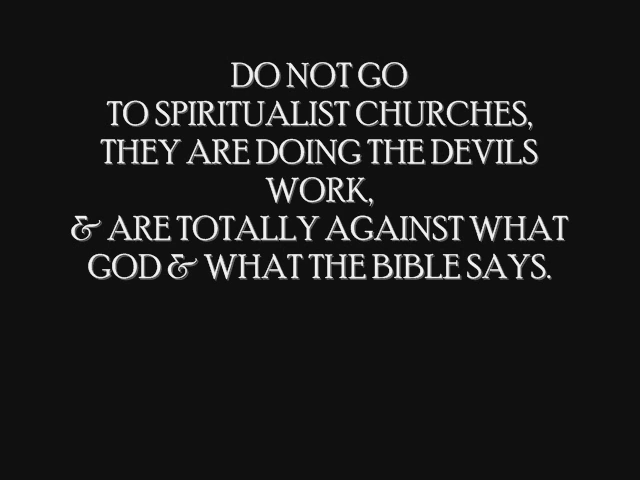 DO NOT GO
TO SPIRITUALIST CHURCHES,
THEY ARE DOING THE DEVILS
WORK,
& ARE TOTALLY AGAINST WHAT
GOD & WHAT THE BIBLE SAYS.